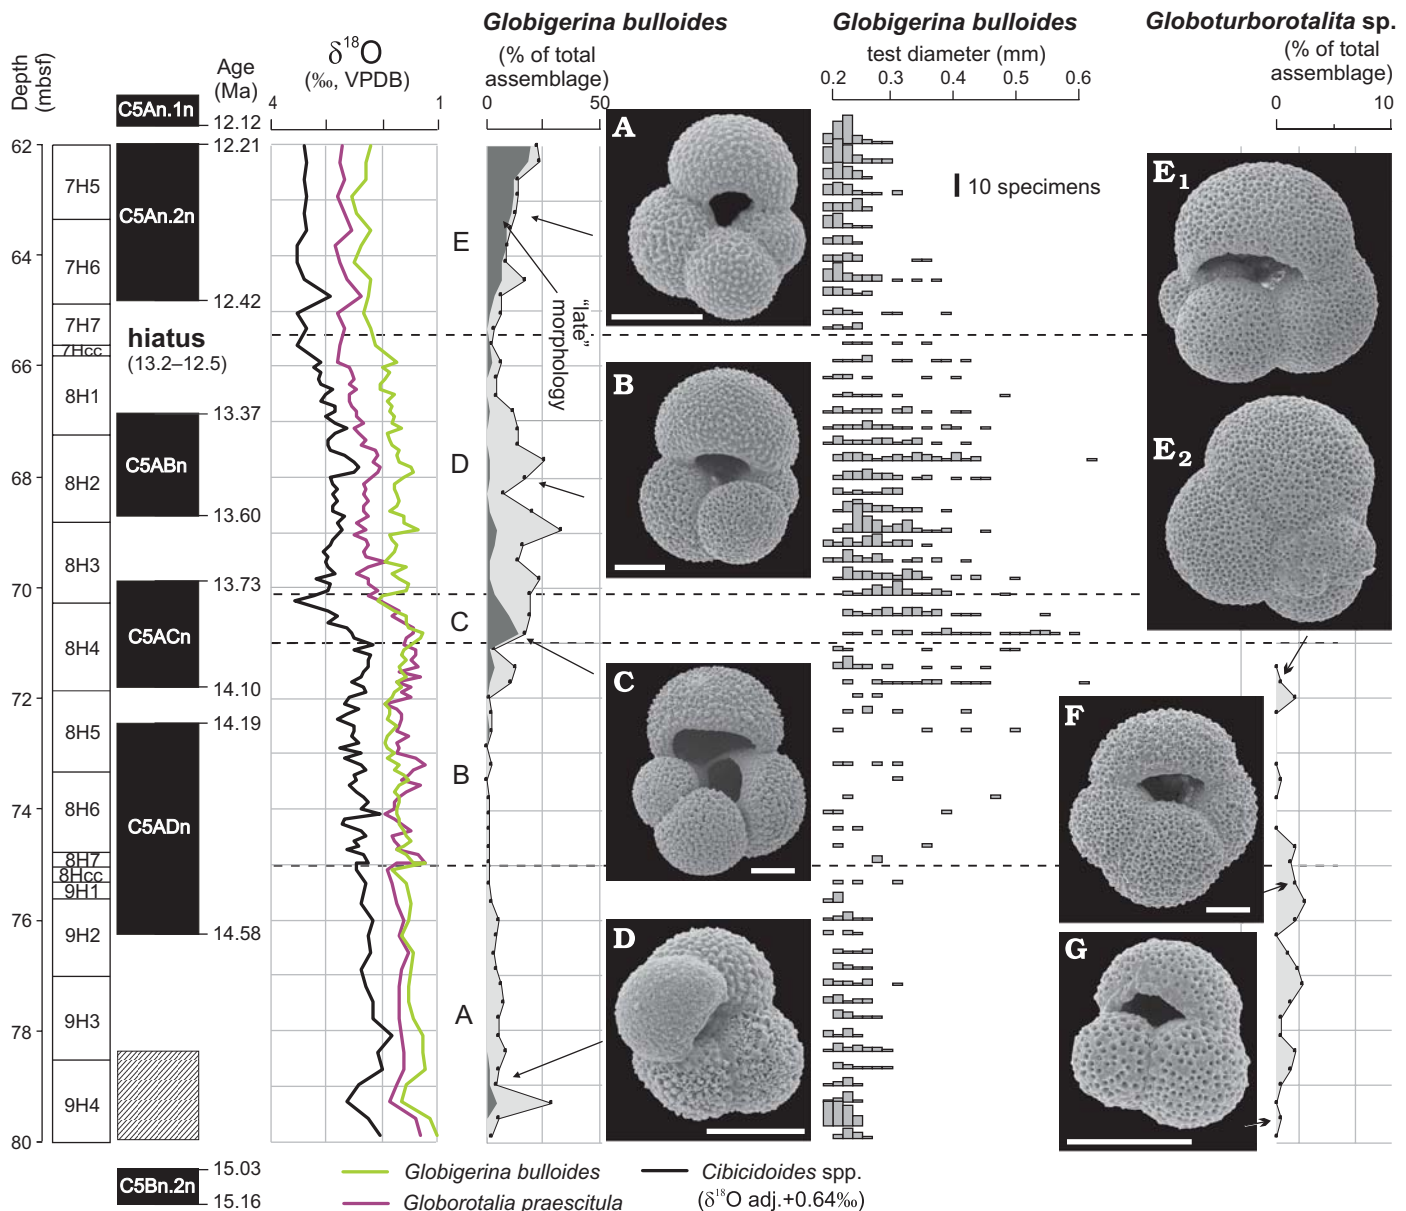 Globigerina bulloides
Globigerina bulloides
Globoturborotalita sp.
Depth
(mbsf)
Age
(Ma)
δ18O
(‰, VPDB)
(% of total
assemblage)
test diameter (mm)
(% of total
assemblage)
4 1
0 50
0.2 0.3 0.4 0.5 0.6
0 10
C5An.1n
12.12
62
7H5
C5An.2n
12.21
64
7H6
12.42
7H7
hiatus
(13.2–12.5)
7Hcc
66
8H1
13.37
C5ABn
68
8H2
13.60
8H3
13.73
70
C5ACn
8H4
14.10
72
8H5
14.19
74
8H6
C5ADn
8H7
8Hcc
9H1
76
9H2
14.58
78
9H3
9H4
80
C5Bn.2n
15.03
15.16
E
D
C
B
A
"late"
morphology
A
B
C
D
10 specimens
E1
E2
F
G
Globigerina bulloides
Globorotalia praescitula
Cibicidoides spp.
(δ18O adj.+0.64‰)